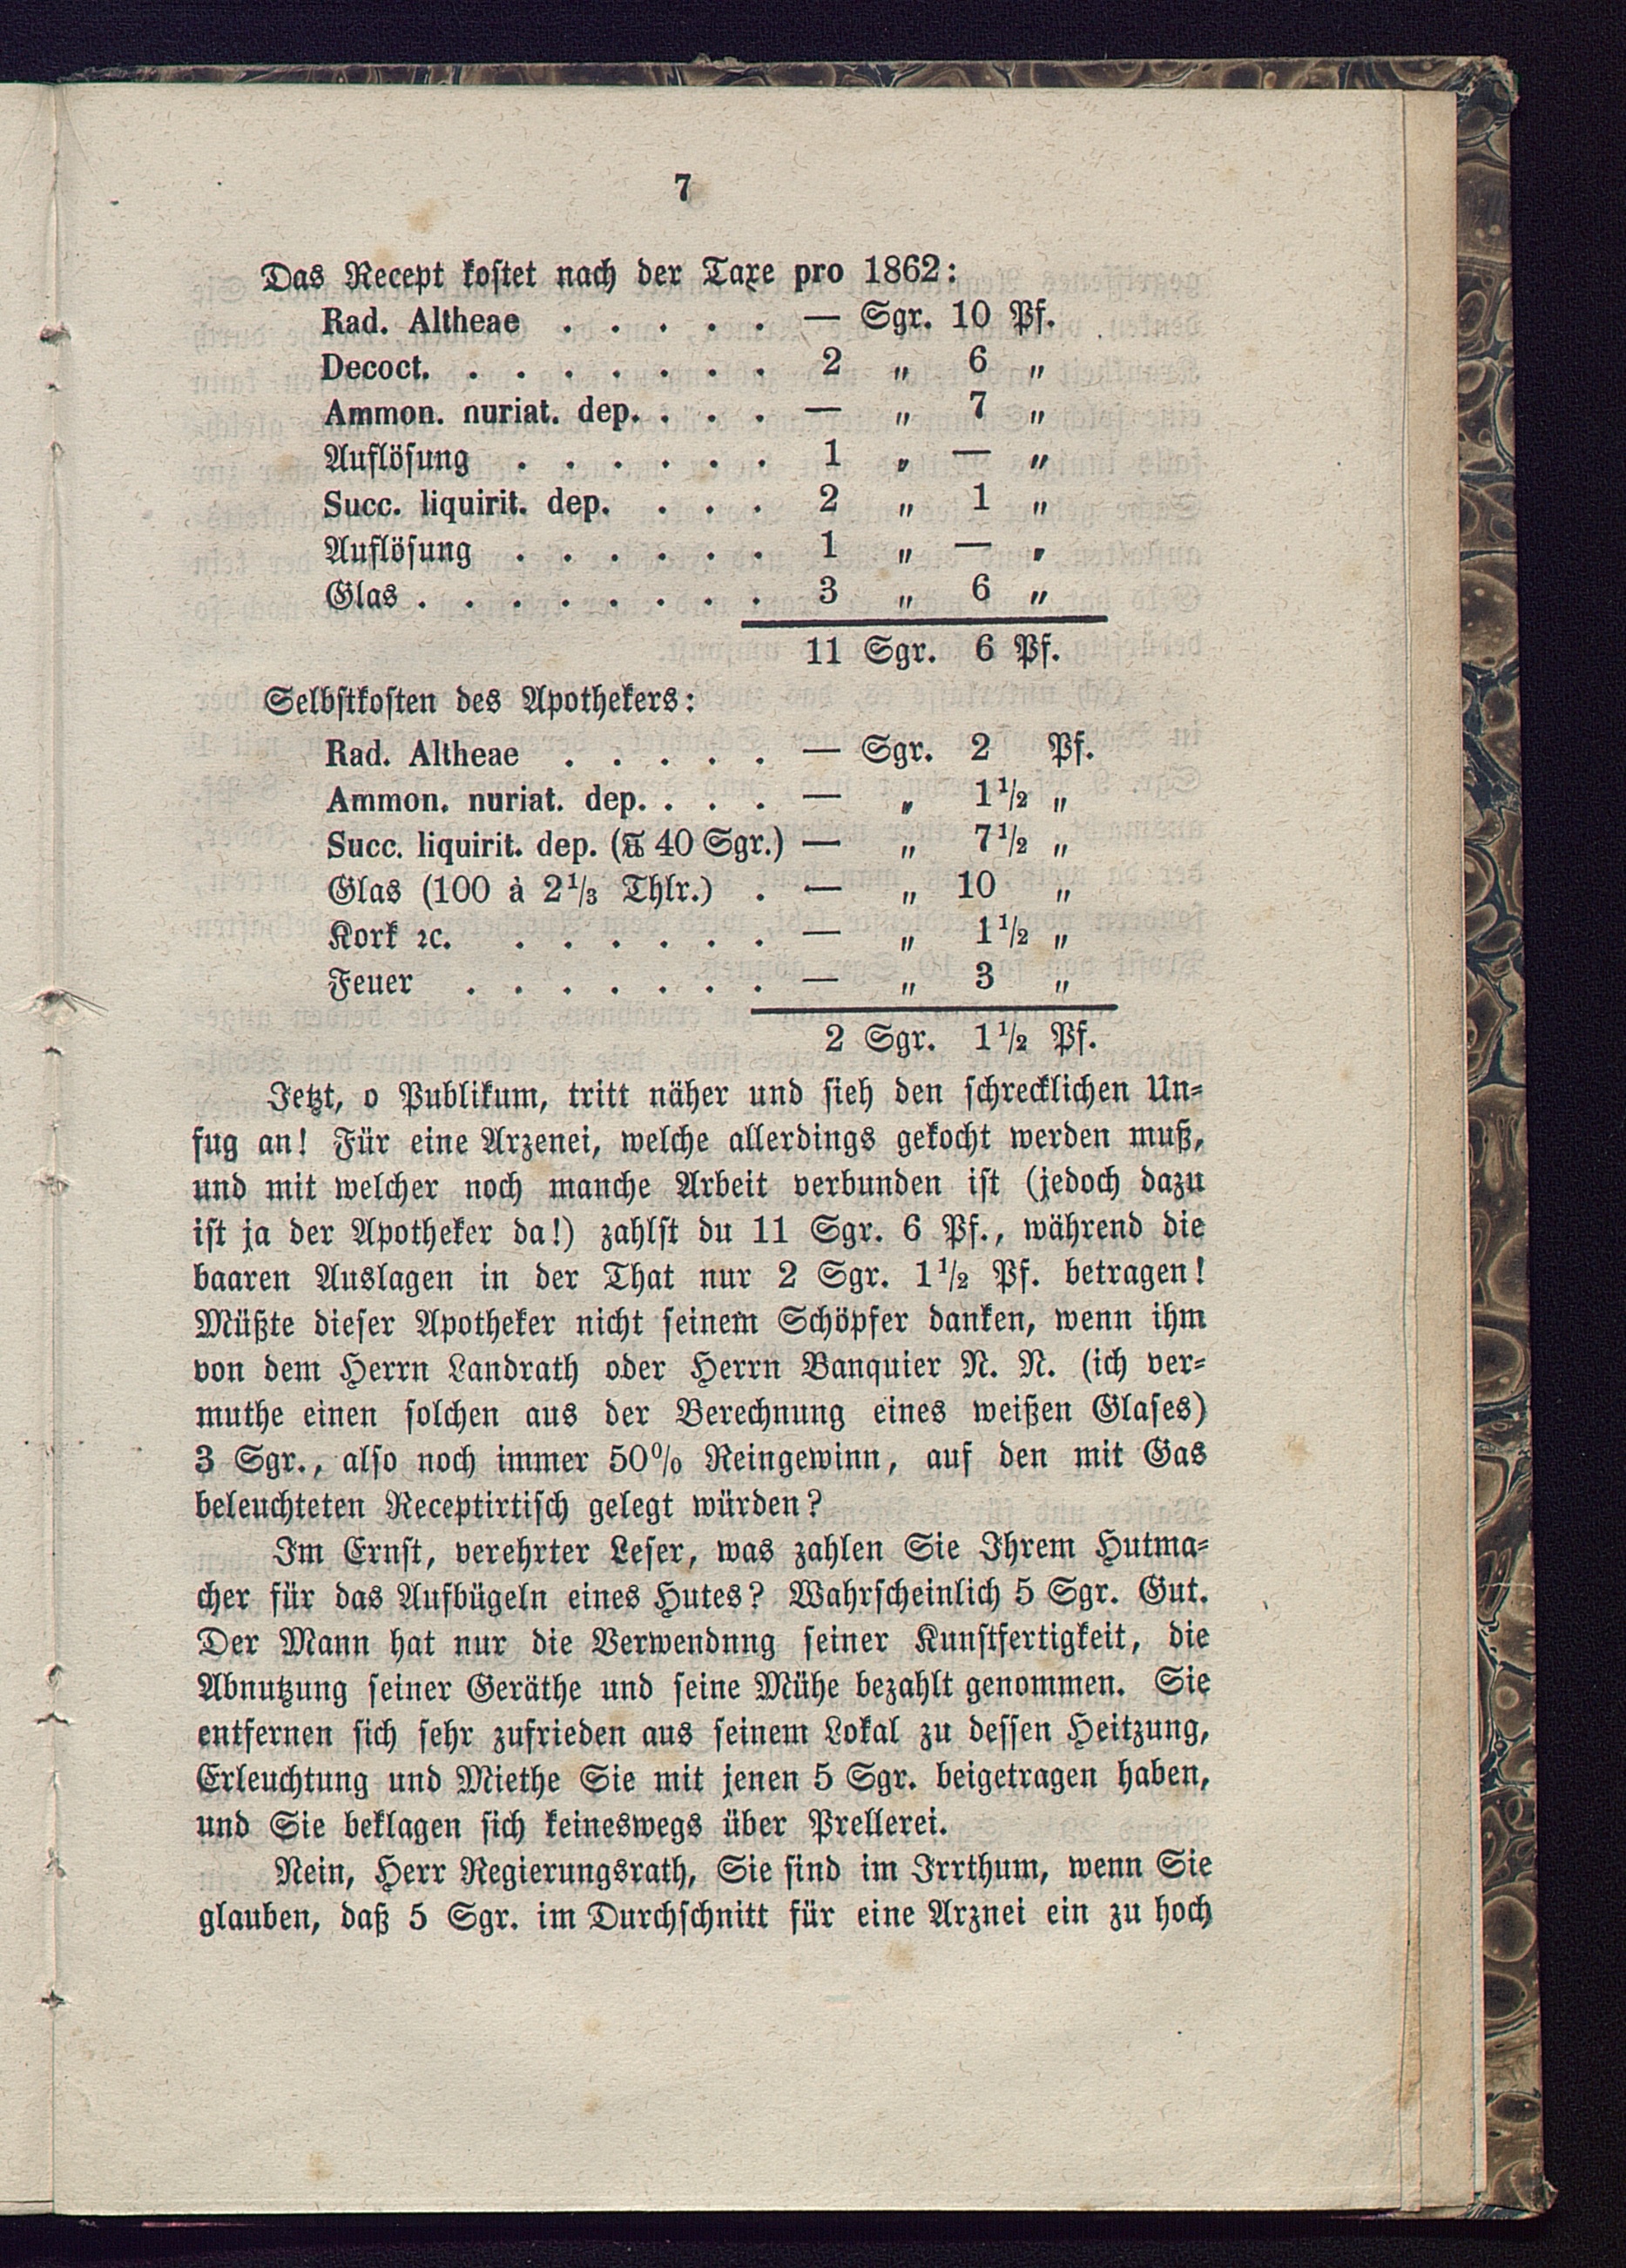 7
Das Recept kostet nach der Taxe pro 1862:
Rad. Altheae . . . . . — Sgr. 10 Pf.
Decoct. . . . . . . . 2 „ 6 „
Ammon. nuriat. dep. . . . — „ 7 „
Auflösung . . . . . . 1 „ — „
Succ. liquirit. dep. . . . 2 „ 1 „
Auflösung . . . . . . 1 „ — „
Glas . . . . . . . . 3 „ 6 „
11 Sgr. 6 Pf.
Selbstkosten des Apothekers:
Rad. Altheae . . . . . — Sgr. 2 Pf.
Ammon. nuriat. dep. . . . — „ 1½ „
Succ. liquirit. dep. (℔ 40 Sgr.) — „ 7½ „
Glas (100 à 2⅓ Thlr.) . — „ 10 „
Kork ꝛc. . . . . . . — „ 1½ „
Feuer . . . . . . . — „ 3 „
2 Sgr. 1½ Pf.
Jetzt, o Publikum, tritt näher und sieh den schrecklichen Un-
fug an! Für eine Arzenei, welche allerdings gekocht werden muß,
und mit welcher noch manche Arbeit verbunden ist (jedoch dazu
ist ja der Apotheker da!) zahlst du 11 Sgr. 6 Pf., während die
baaren Auslagen in der That nur 2 Sgr. 1½ Pf. betragen!
Müßte dieser Apotheker nicht seinem Schöpfer danken, wenn ihm
von dem Herrn Landrath oder Herrn Banquier N. N. (ich ver-
muthe einen solchen aus der Berechnung eines weißen Glases)
3 Sgr., also noch immer 50% Reingewinn, auf den mit Gas
beleuchteten Receptirtisch gelegt würden?
Im Ernst, verehrter Leser, was zahlen Sie Ihrem Hutma-
cher für das Aufbügeln eines Hutes? Wahrscheinlich 5 Sgr. Gut.
Der Mann hat nur die Verwendnng seiner Kunstfertigkeit, die
Abnutzung seiner Geräthe und seine Mühe bezahlt genommen. Sie
entfernen sich sehr zufrieden aus seinem Lokal zu dessen Heitzung,
Erleuchtung und Miethe Sie mit jenen 5 Sgr. beigetragen haben,
und Sie beklagen sich keineswegs über Prellerei.
Nein, Herr Regierungsrath, Sie sind im Irrthum, wenn Sie
glauben, daß 5 Sgr. im Durchschnitt für eine Arznei ein zu hoch